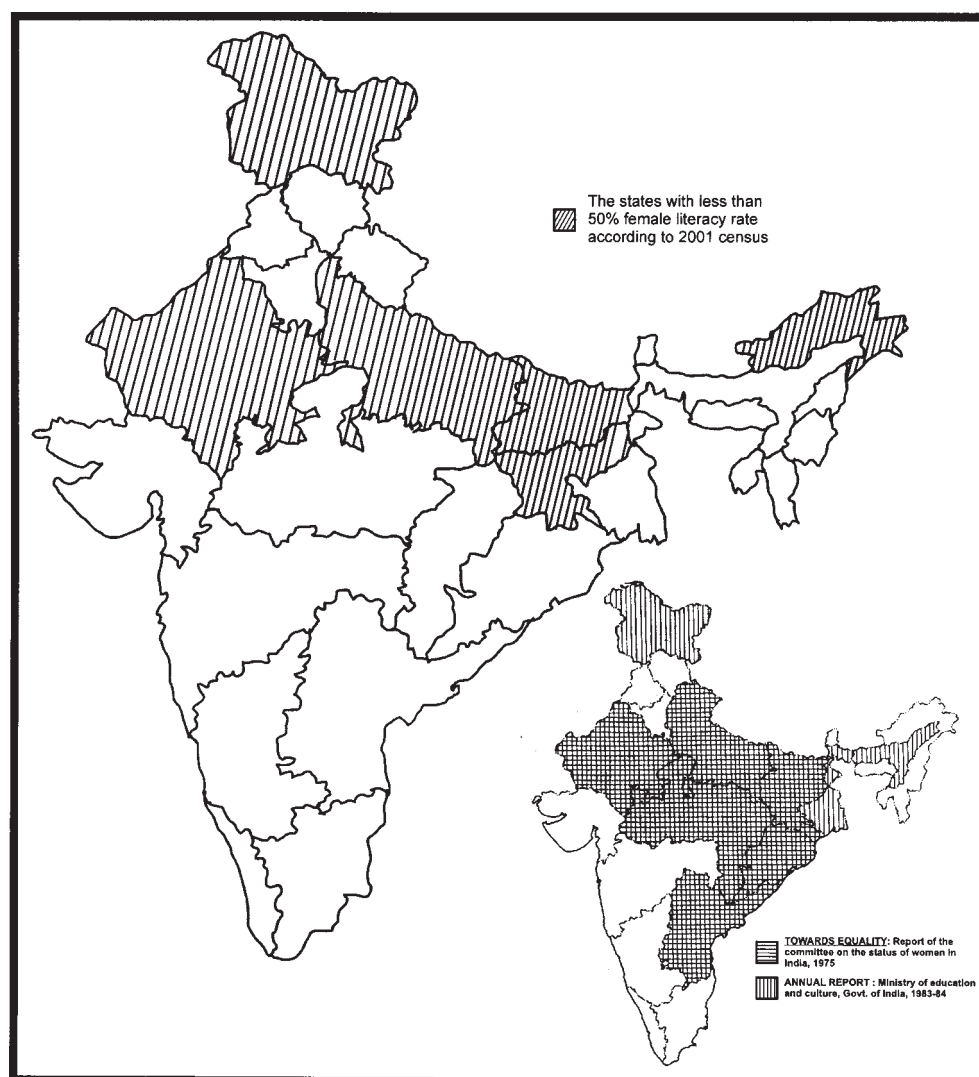 The states with less than
50% female literacy rate
according to 2001 census
TOWARDS EQUALITY: Report of the
committee on the status of women in
India, 1975
ANNUAL REPORT : Ministry of education
and culture, Govt. of India, 1983-84